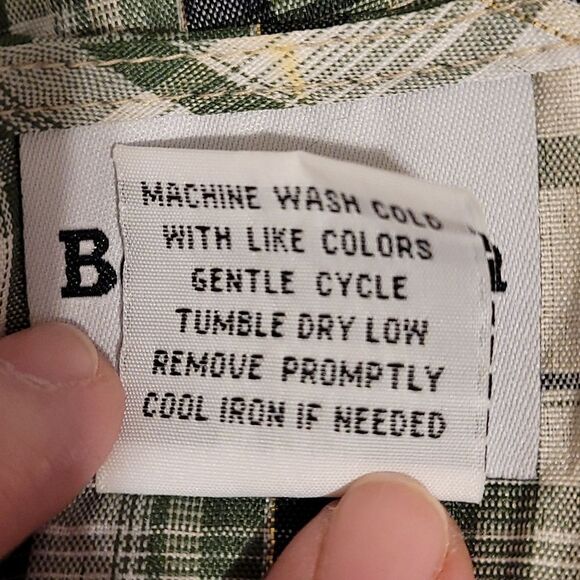 MACHINE WASH COLD
WITH LIKE COLORS
GENTLE CYCLE
TUMBLE DRY LOW
REMOVE PROMPTLY
COOL IRON IF NEEDED
B